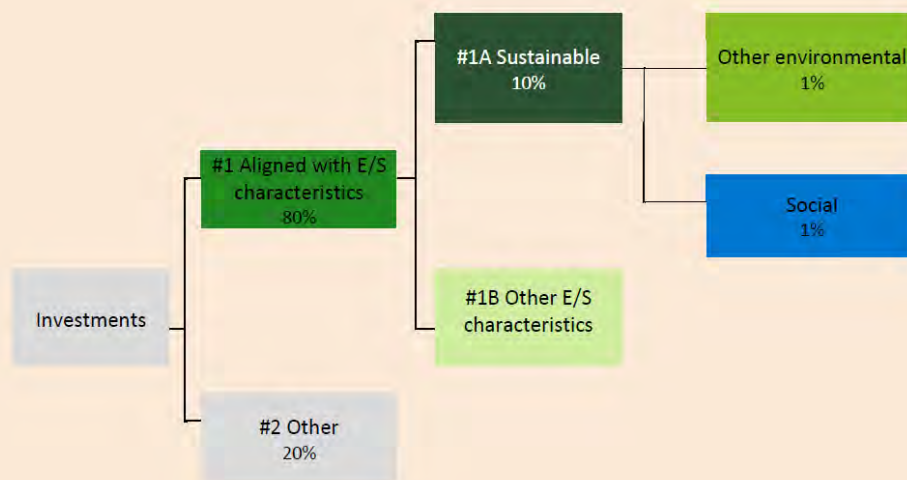 #1A Sustainable
10%
Other environmental
1%
#1 Aligned with E/S
characteristics
80%
Social
1%
Investments
#1B Other E/S
characteristics
#2 Other
20%